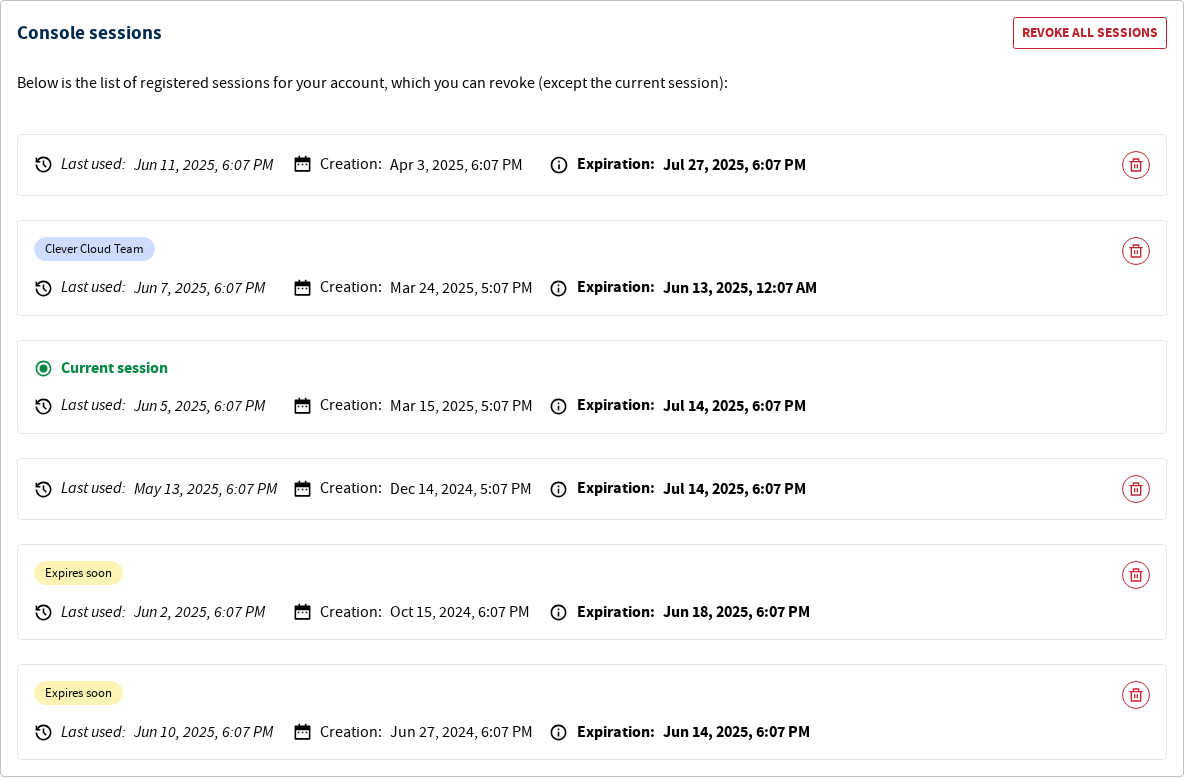 Console sessions
REVOKE ALL SESSIONS
Below is the list of registered sessions for your account, which you can revoke (except the current session):
Last used: Jun 11, 2025, 6:07 PM Creation: Apr 3, 2025, 6:07 PM Expiration: Jul 27, 2025, 6:07 PM
Clever Cloud Team
Last used: Jun 7, 2025, 6:07 PM Creation: Mar 24, 2025, 5:07 PM Expiration: Jun 13, 2025, 12:07 AM
Current session
Last used: Jun 5, 2025, 6:07 PM Creation: Mar 15, 2025, 5:07 PM Expiration: Jul 14, 2025, 6:07 PM
Last used: May 13, 2025, 6:07 PM Creation: Dec 14, 2024, 5:07 PM Expiration: Jul 14, 2025, 6:07 PM
Expires soon
Last used: Jun 2, 2025, 6:07 PM Creation: Oct 15, 2024, 6:07 PM Expiration: Jun 18, 2025, 6:07 PM
Expires soon
Last used: Jun 10, 2025, 6:07 PM Creation: Jun 27, 2024, 6:07 PM Expiration: Jun 14, 2025, 6:07 PM